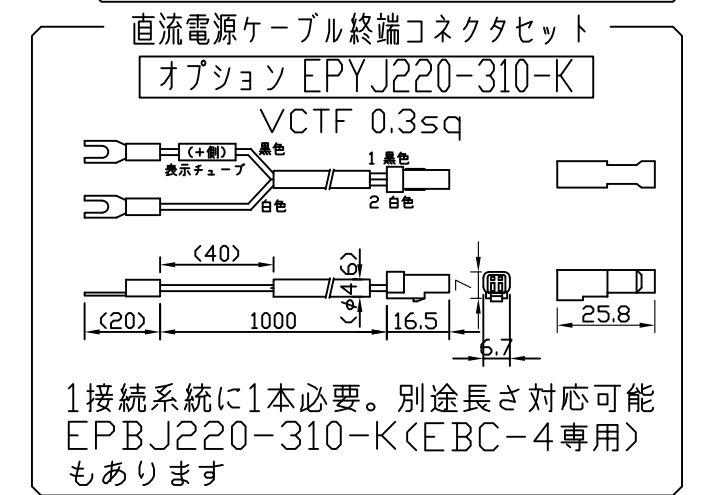 直流電源ケーブル終端コネクタセット
オプション EPYJ220-310-K
VCTF 0.3sq
(+側)
黒色
表示チューブ
白色
1 黒色
2 白色
(40)
(φ4.6)
7
(20)
1000
16.5
6.7
25.8
1接続系統に1本必要。別途長さ対応可能
EPBJ220-310-K(EBC-4専用)
もあります